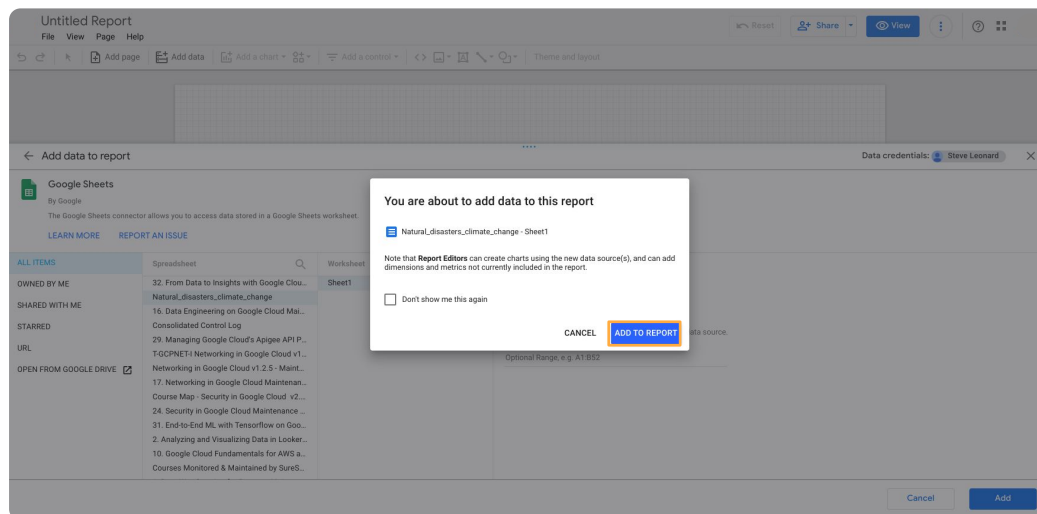 Untitled Report
File View Page Help
Reset
Share
View
Add page
Add data
Add a chart
Add a control
Theme and layout
Add data to report
Data credentials: Steve Leonard
Google Sheets
By Google
The Google Sheets connector allows you to access data stored in a Google Sheets worksheet.
LEARN MORE REPORT AN ISSUE
ALL ITEMS
OWNED BY ME
SHARED WITH ME
STARRED
URL
OPEN FROM GOOGLE DRIVE
Spreadsheet
32. From Data to Insights with Google Clou...
Natural_disasters_climate_change
16. Data Engineering on Google Cloud Mai...
Consolidated Control Log
29. Managing Google Cloud's Apigee API P...
T-GCPNET-I Networking in Google Cloud v1...
Networking in Google Cloud v1.2.5 - Maint...
17. Networking in Google Cloud Maintenan...
Course Map - Security in Google Cloud v2....
24. Security in Google Cloud Maintenance ...
31. End-to-End ML with Tensorflow on Goo...
2. Analyzing and Visualizing Data in Looker...
10. Google Cloud Fundamentals for AWS a...
Courses Monitored & Maintained by SureS...
Worksheet
Sheet1
You are about to add data to this report
Natural_disasters_climate_change - Sheet1
Note that Report Editors can create charts using the new data source(s), and can add
dimensions and metrics not currently included in the report.
Don't show me this again
CANCEL ADD TO REPORT
data source.
Optional Range, e.g. A1:B52
Cancel Add